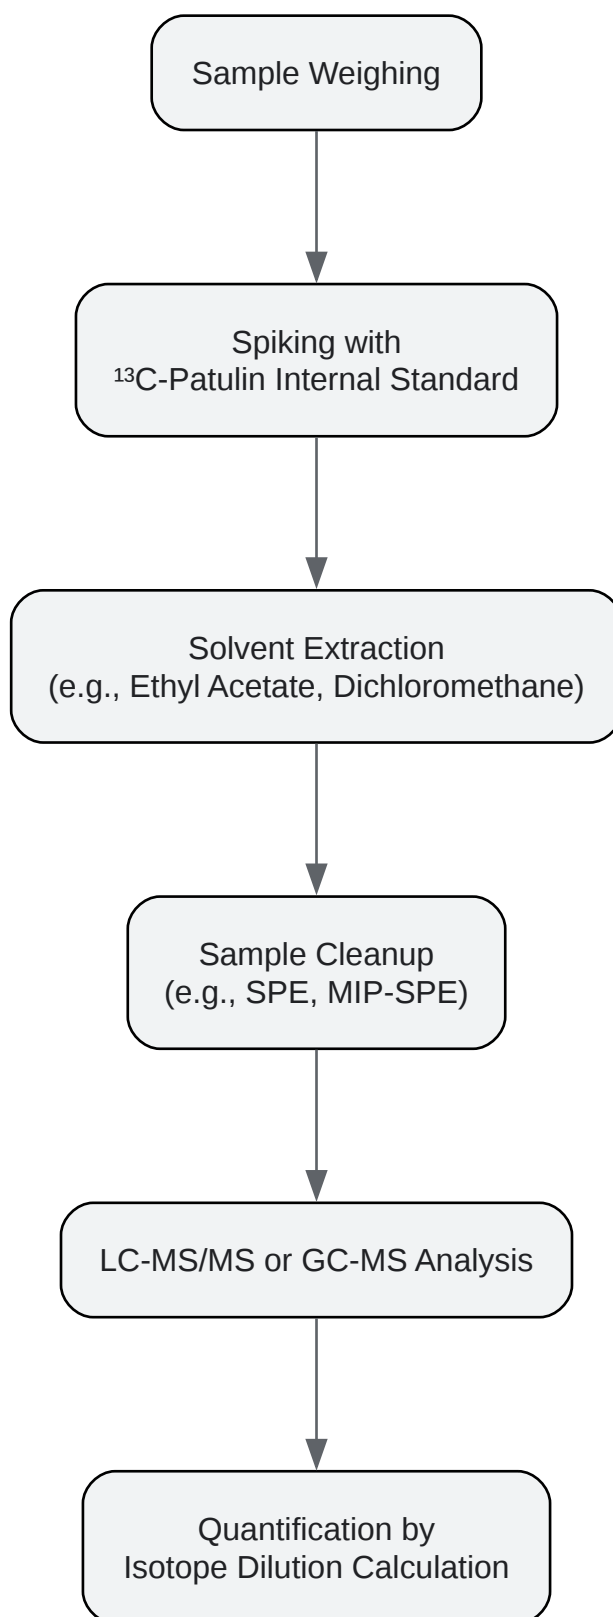 Sample Weighing
Spiking with
¹³C-Patulin Internal Standard
Solvent Extraction
(e.g., Ethyl Acetate, Dichloromethane)
Sample Cleanup
(e.g., SPE, MIP-SPE)
LC-MS/MS or GC-MS Analysis
Quantification by
Isotope Dilution Calculation